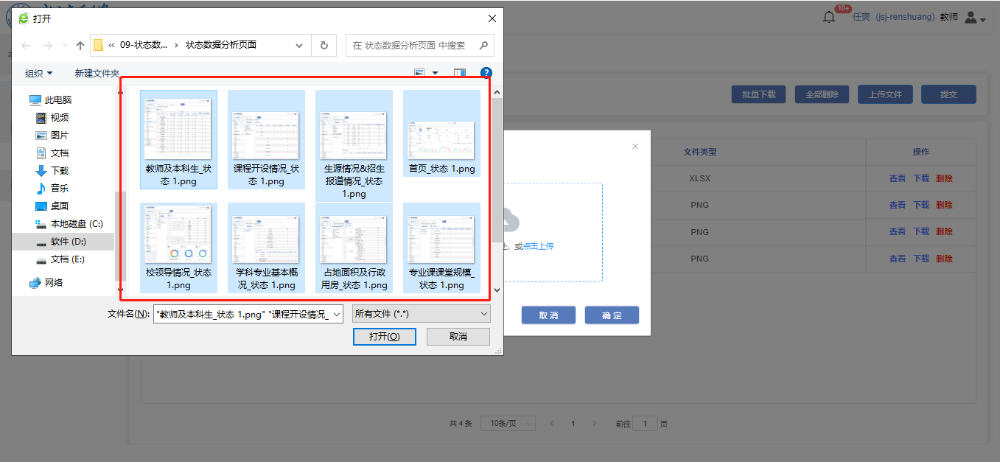 打开
10+
任爽 (jsj-renshuang) 教师
« 09-状态数... › 状态数据分析页面
在 状态数据分析页面 中搜索
组织
新建文件夹
?
此电脑
视频
图片
文档
下载
音乐
桌面
本地磁盘 (C:)
软件 (D:)
文档 (E:)
网络
教师及本科生_状
态 1.png
课程开设情况_状
态 1.png
生源情况&招生
报道情况_状态
1.png
首页_状态 1.png
校领导情况_状态
1.png
学科专业基本概
况_状态 1.png
占地面积及行政
用房_状态 1.png
专业课课堂规模_
状态 1.png
文件名(N):
"教师及本科生_状态 1.png" "课程开设情况_
所有文件 (*.*)
打开(O)
取消
批量下载
全部删除
上传文件
提交
×
，或点击上传
取 消
确 定
文件类型
操作
XLSX
查看 下载 删除
PNG
查看 下载 删除
PNG
查看 下载 删除
PNG
查看 下载 删除
共 4 条
10条/页
‹ 1 ›
前往 1 页